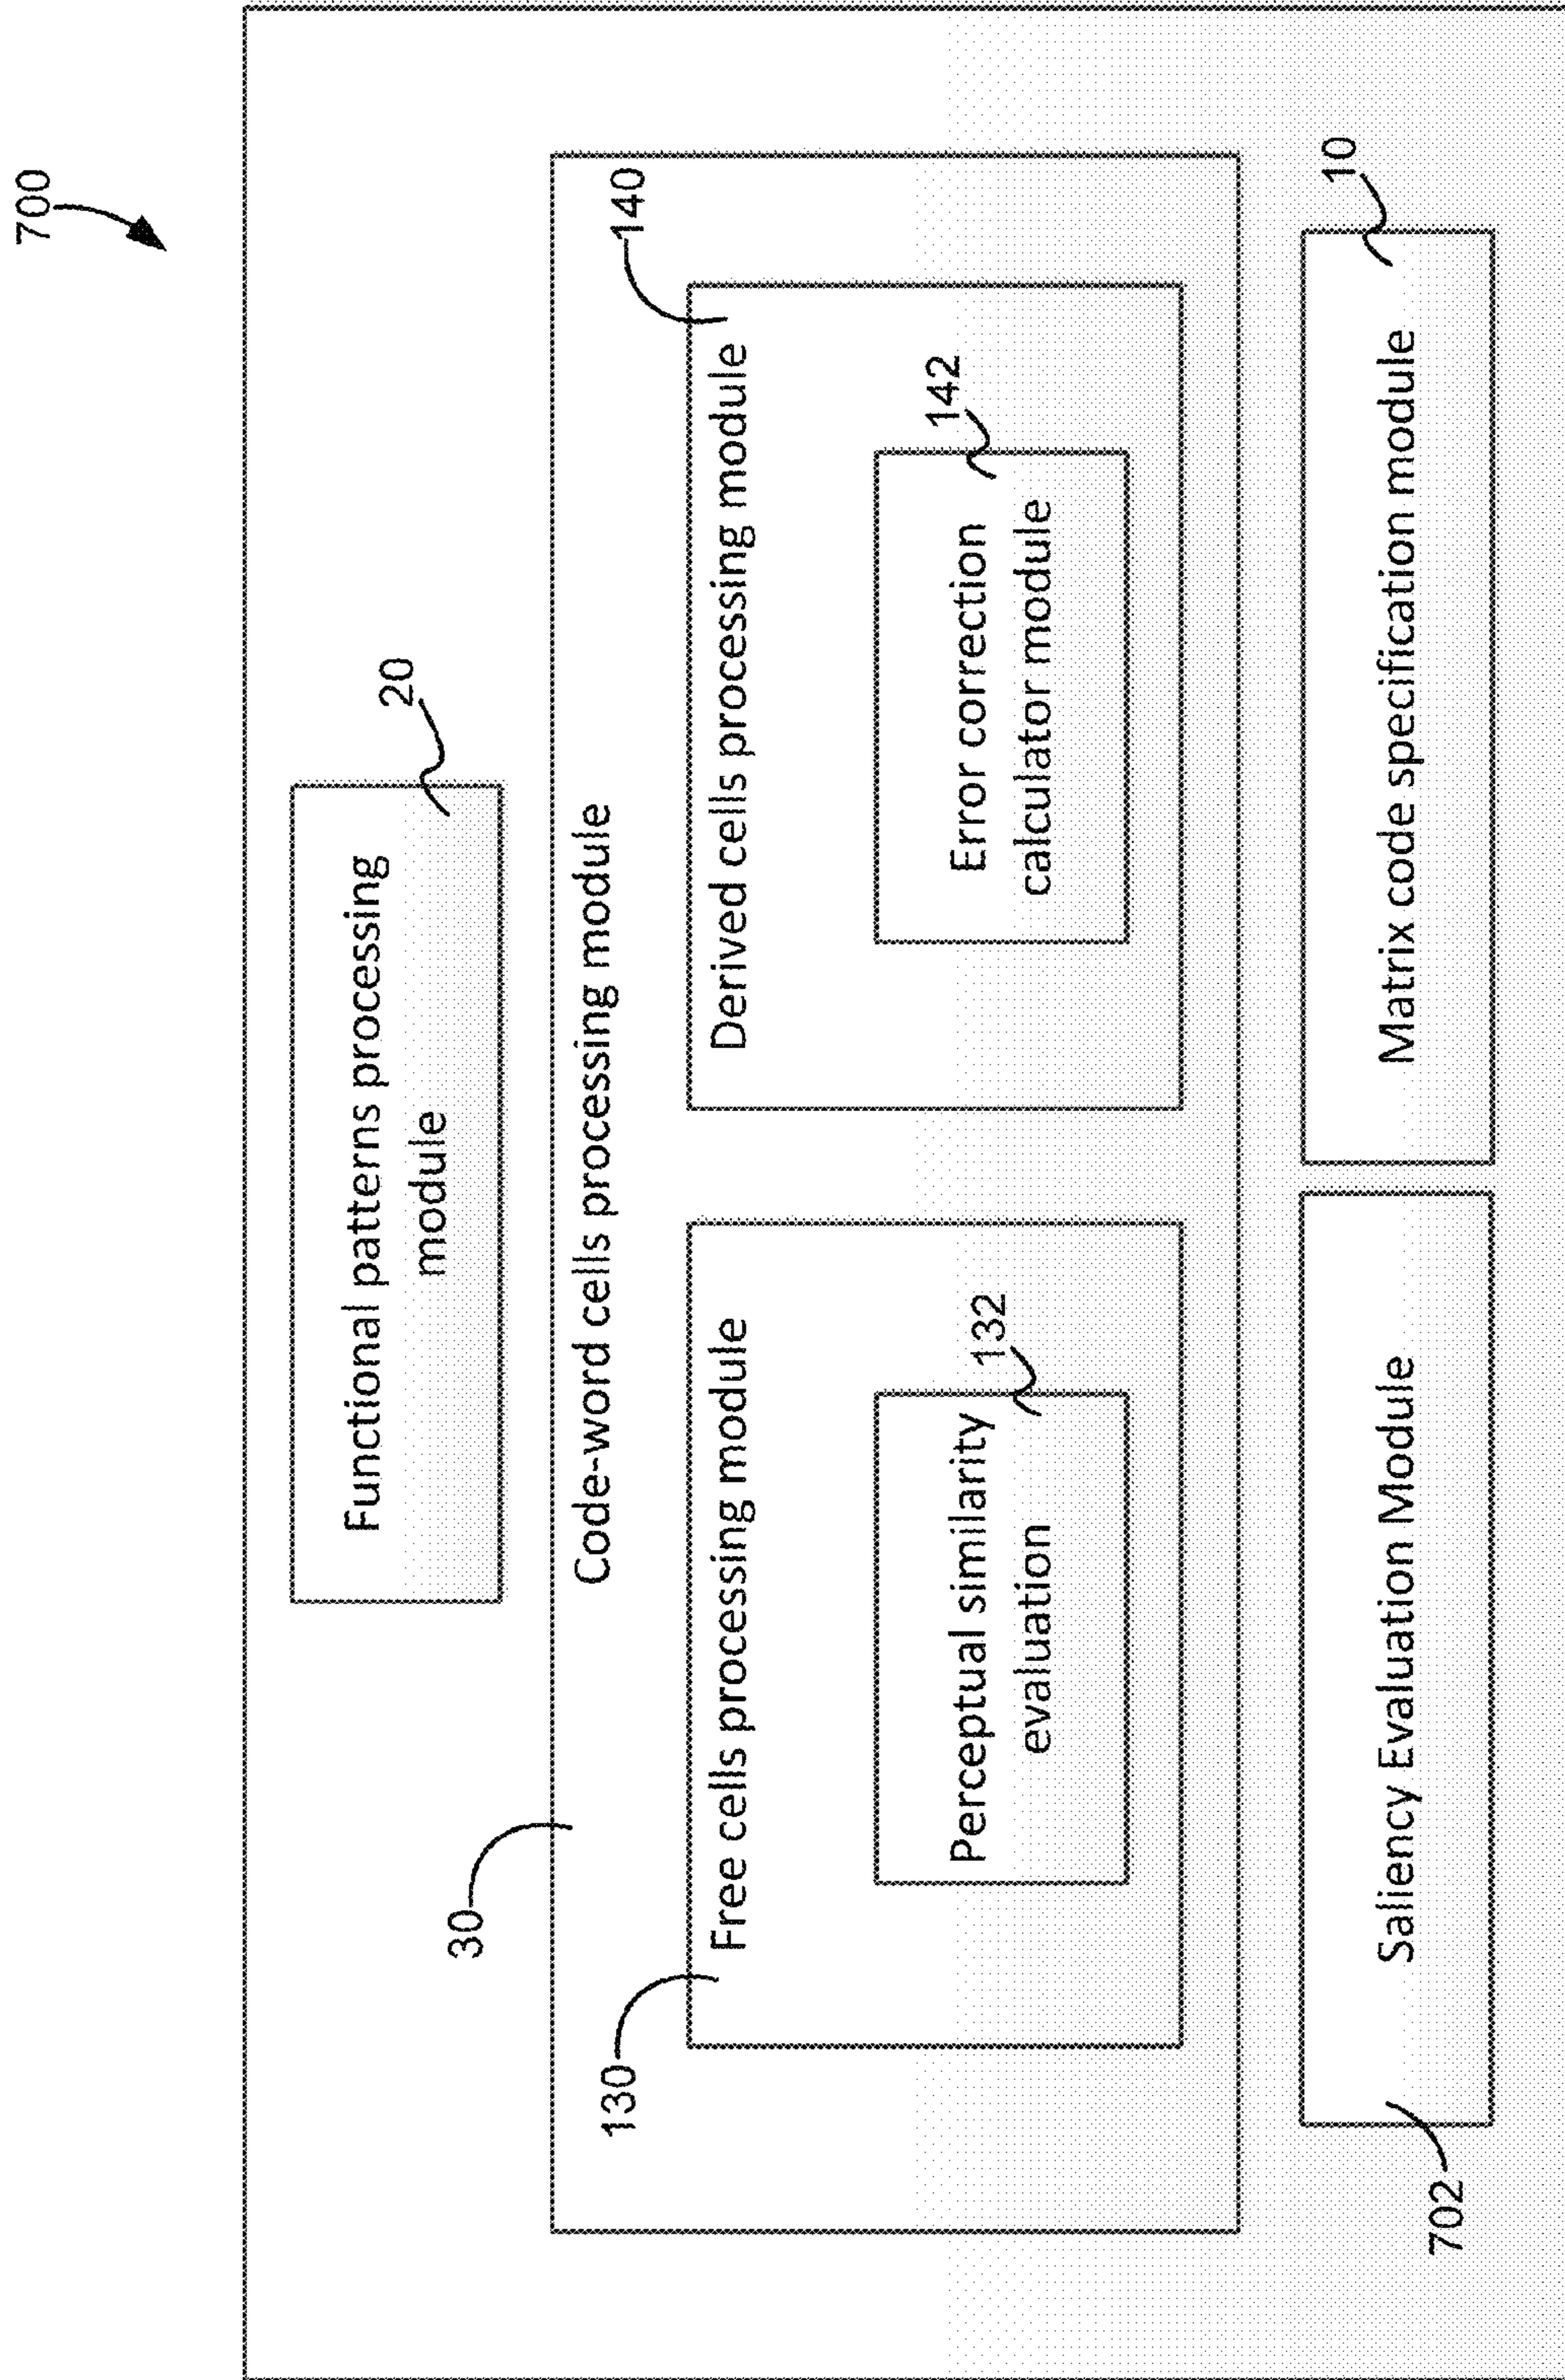 700
20
Functional patterns processing
module
30
Code-word cells processing module
130
140
Free cells processing module
Derived cells processing module
132
Perceptual similarity
evaluation
142
Error correction
calculator module
702
Saliency Evaluation Module
10
Matrix code specification module